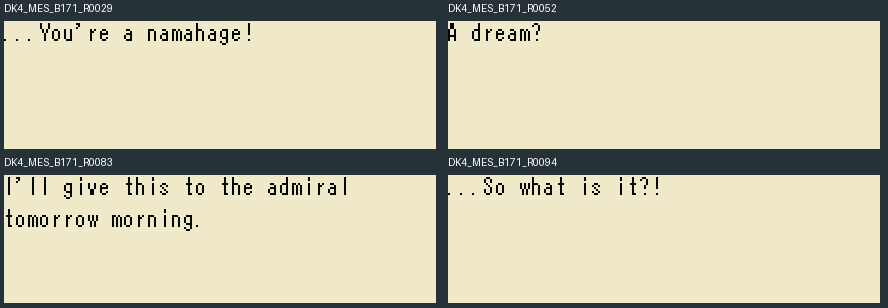 DK4_MES_B171_R0029
...You're a namahage!
DK4_MES_B171_R0052
A dream?
DK4_MES_B171_R0083
I'll give this to the admiral
tomorrow morning.
DK4_MES_B171_R0094
...So what is it?!